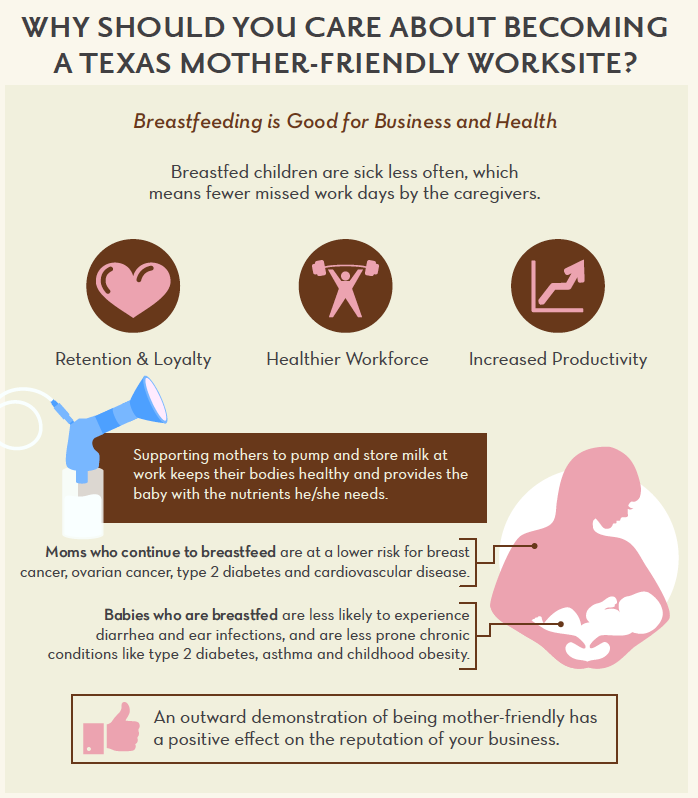 WHY SHOULD YOU CARE ABOUT BECOMING
A TEXAS MOTHER-FRIENDLY WORKSITE?
Breastfeeding is Good for Business and Health
Breastfed children are sick less often, which
means fewer missed work days by the caregivers.
Retention & Loyalty
Healthier Workforce
Increased Productivity
Supporting mothers to pump and store milk at
work keeps their bodies healthy and provides the
baby with the nutrients he/she needs.
Moms who continue to breastfeed are at a lower risk for breast
cancer, ovarian cancer, type 2 diabetes and cardiovascular disease.
Babies who are breastfed are less likely to experience
diarrhea and ear infections, and are less prone chronic
conditions like type 2 diabetes, asthma and childhood obesity.
An outward demonstration of being mother-friendly has
a positive effect on the reputation of your business.